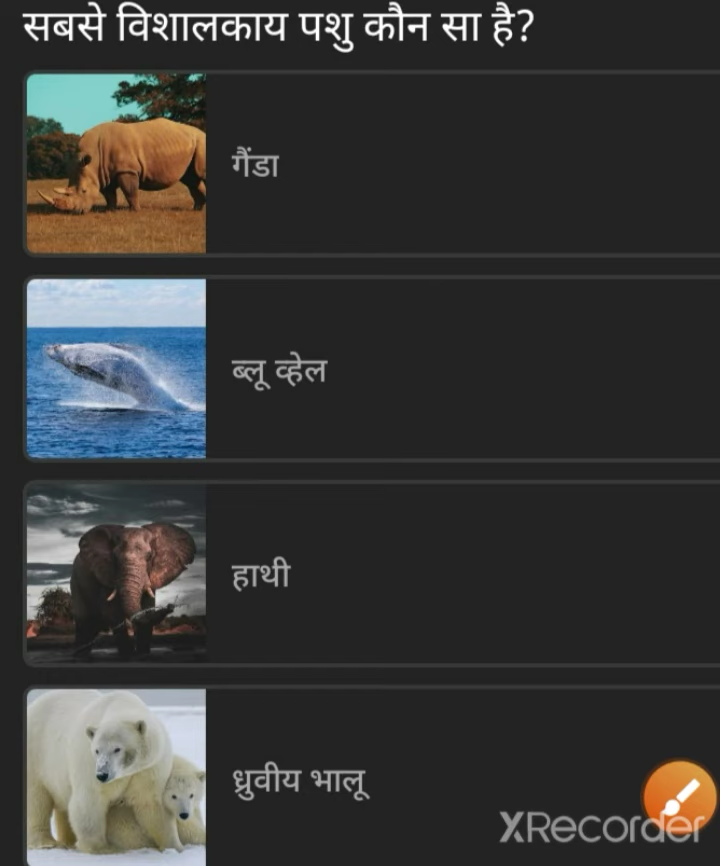 सबसे विशालकाय पशु कौन सा है?
गैंडा
ब्लू व्हेल
हाथी
ध्रुवीय भालू
XRecorder